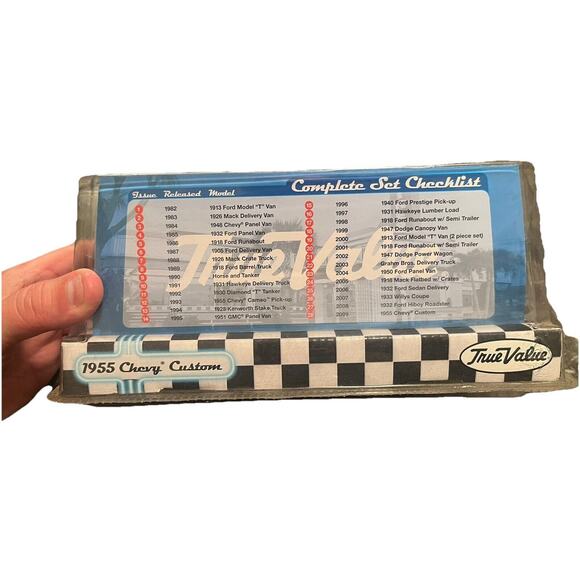 Complete Set Checklist
Issue Released Model
1982 1913 Ford Model "T" Van
1983 1926 Mack Delivery Van
1984 1948 Chevy Panel Van
1985 1932 Ford Panel Van
1986 1918 Ford Runabout
1987 1905 Ford Delivery Van
1988 1926 Mack Crate Truck
1989 1918 Ford Barrel Truck
1990 Horse and Tanker
1991 1931 Hawkeye Delivery Truck
1992 1930 Diamond "T" Tanker
1993 1955 Chevy Cameo Pick-up
1994 1928 Kenworth Stake Truck
1995 1951 GMC Panel Van
15 1996 1940 Ford Prestige Pick-up
16 1997 1931 Hawkeye Lumber Load
1998 1918 Ford Runabout w/ Semi Trailer
1999 1947 Dodge Canopy Van
2000 1913 Ford Model "T" Van (2 piece set)
2001 1918 Ford Runabout w/ Semi Trailer
2002 1947 Dodge Power Wagon
2003 Grahm Bros. Delivery Truck
2004 1950 Ford Panel Van
1918 Mack Flatbed w/ Crates
1932 Ford Sedan Delivery
1933 Willys Coupe
2008 1932 Ford Hiboy Roadster
2009 1955 Chevy Custom
True Val
1955 Chevy Custom
True Value